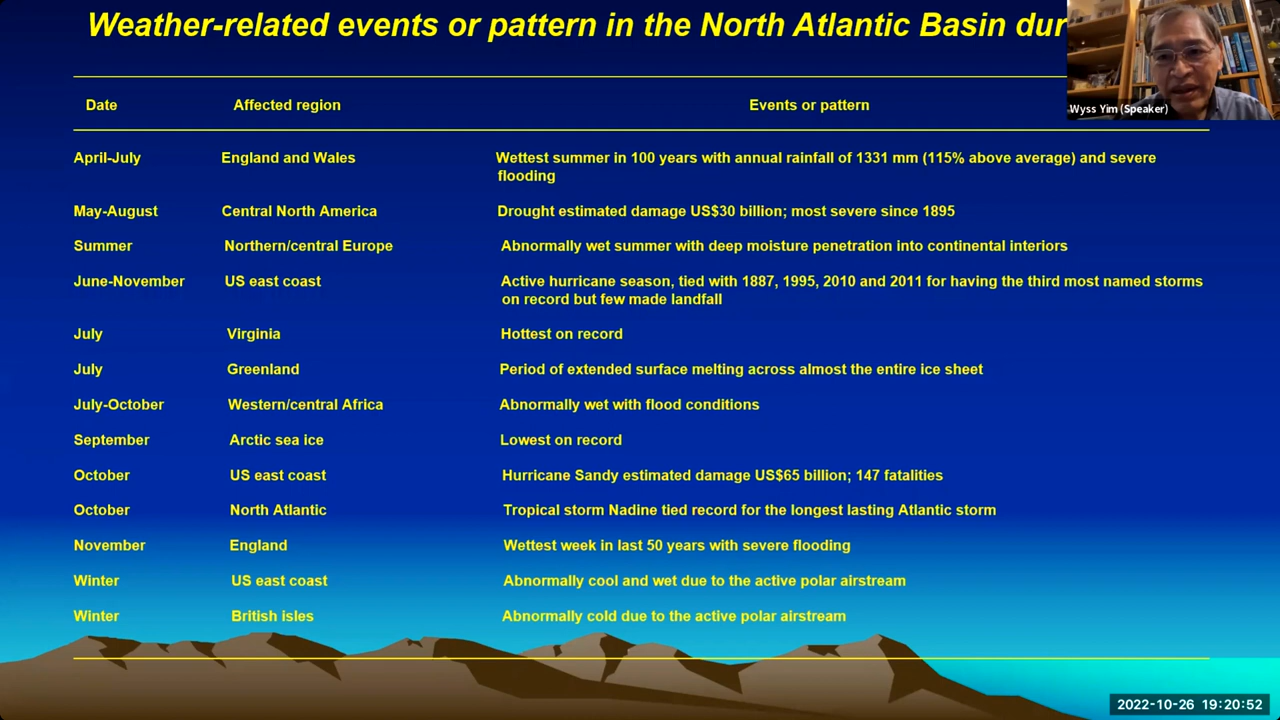 Weather-related events or pattern in the North Atlantic Basin dur
Wyss Yim (Speaker)
Date Affected region Events or pattern
April-July England and Wales Wettest summer in 100 years with annual rainfall of 1331 mm (115% above average) and severe
flooding
May-August Central North America Drought estimated damage US$30 billion; most severe since 1895
Summer Northern/central Europe Abnormally wet summer with deep moisture penetration into continental interiors
June-November US east coast Active hurricane season, tied with 1887, 1995, 2010 and 2011 for having the third most named storms
on record but few made landfall
July Virginia Hottest on record
July Greenland Period of extended surface melting across almost the entire ice sheet
July-October Western/central Africa Abnormally wet with flood conditions
September Arctic sea ice Lowest on record
October US east coast Hurricane Sandy estimated damage US$65 billion; 147 fatalities
October North Atlantic Tropical storm Nadine tied record for the longest lasting Atlantic storm
November England Wettest week in last 50 years with severe flooding
Winter US east coast Abnormally cool and wet due to the active polar airstream
Winter British isles Abnormally cold due to the active polar airstream
2022-10-26 19:20:52